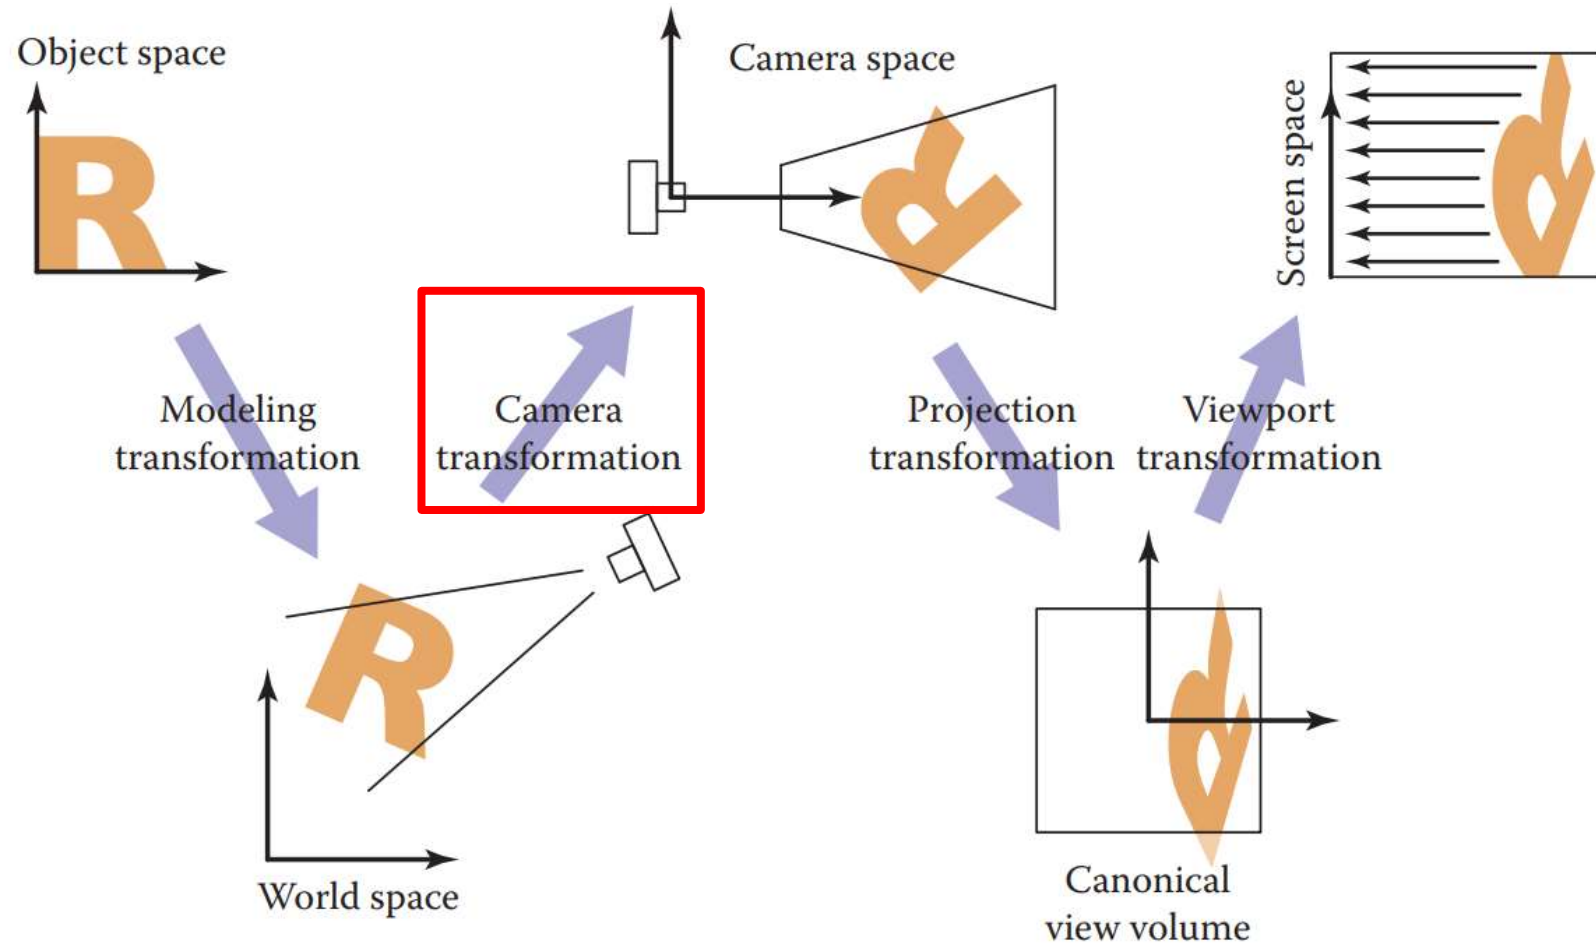 Object space
Camera space
Screen space
Modeling
transformation
Camera
transformation
Projection
transformation
Viewport
transformation
World space
Canonical
view volume